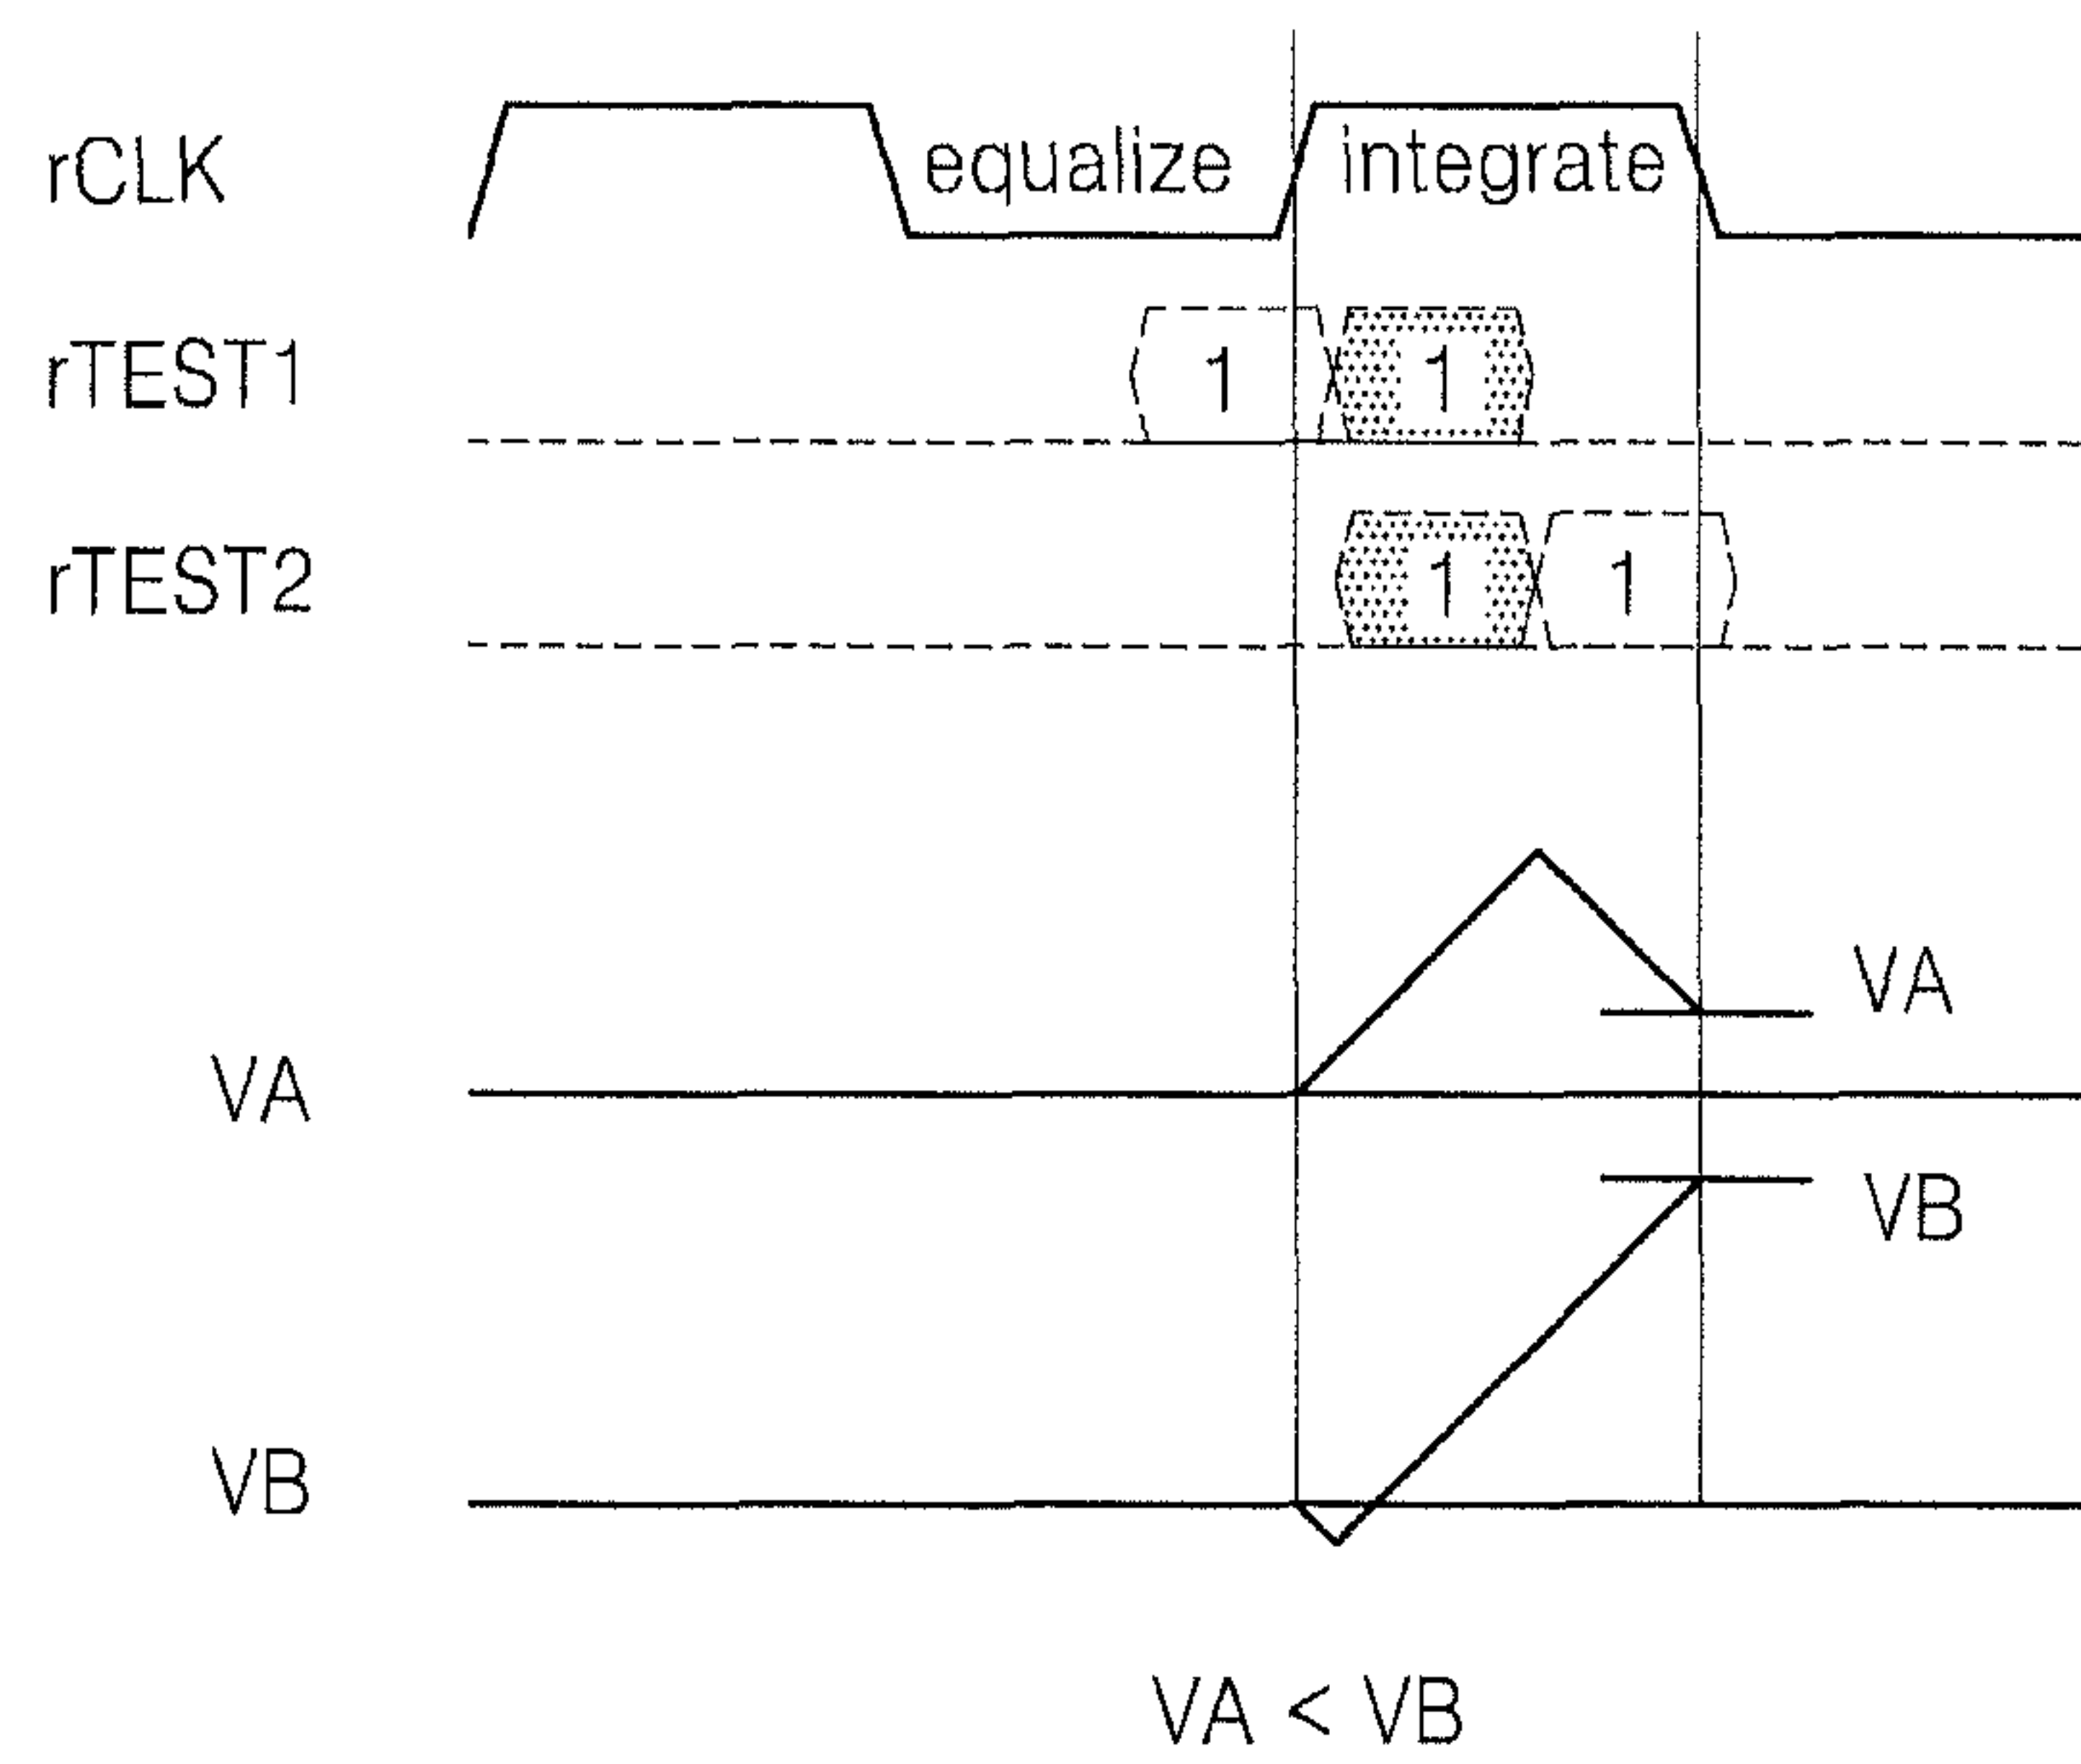 rCLK equalize integrate
rTEST1 1 1
rTEST2 1 1
VA
VA
VB
VB
VA < VB